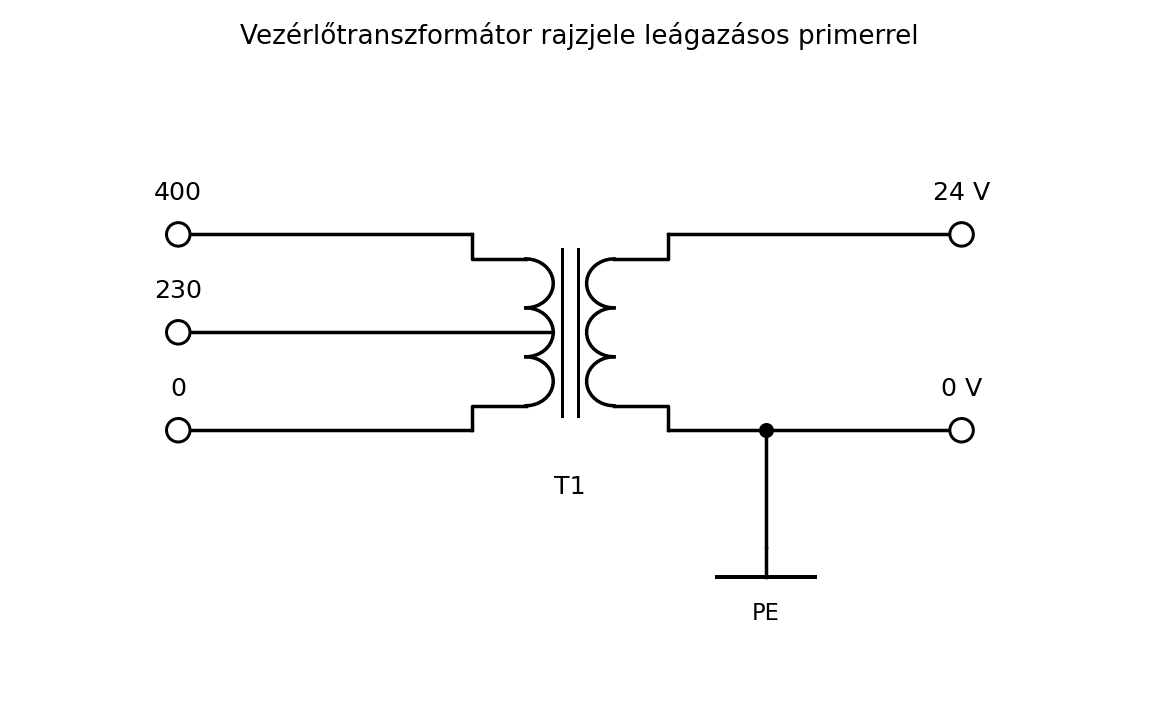 Vezérlőtranszformátor rajzjele leágazásos primerrel
400
24 V
230
0
0 V
T1
PE